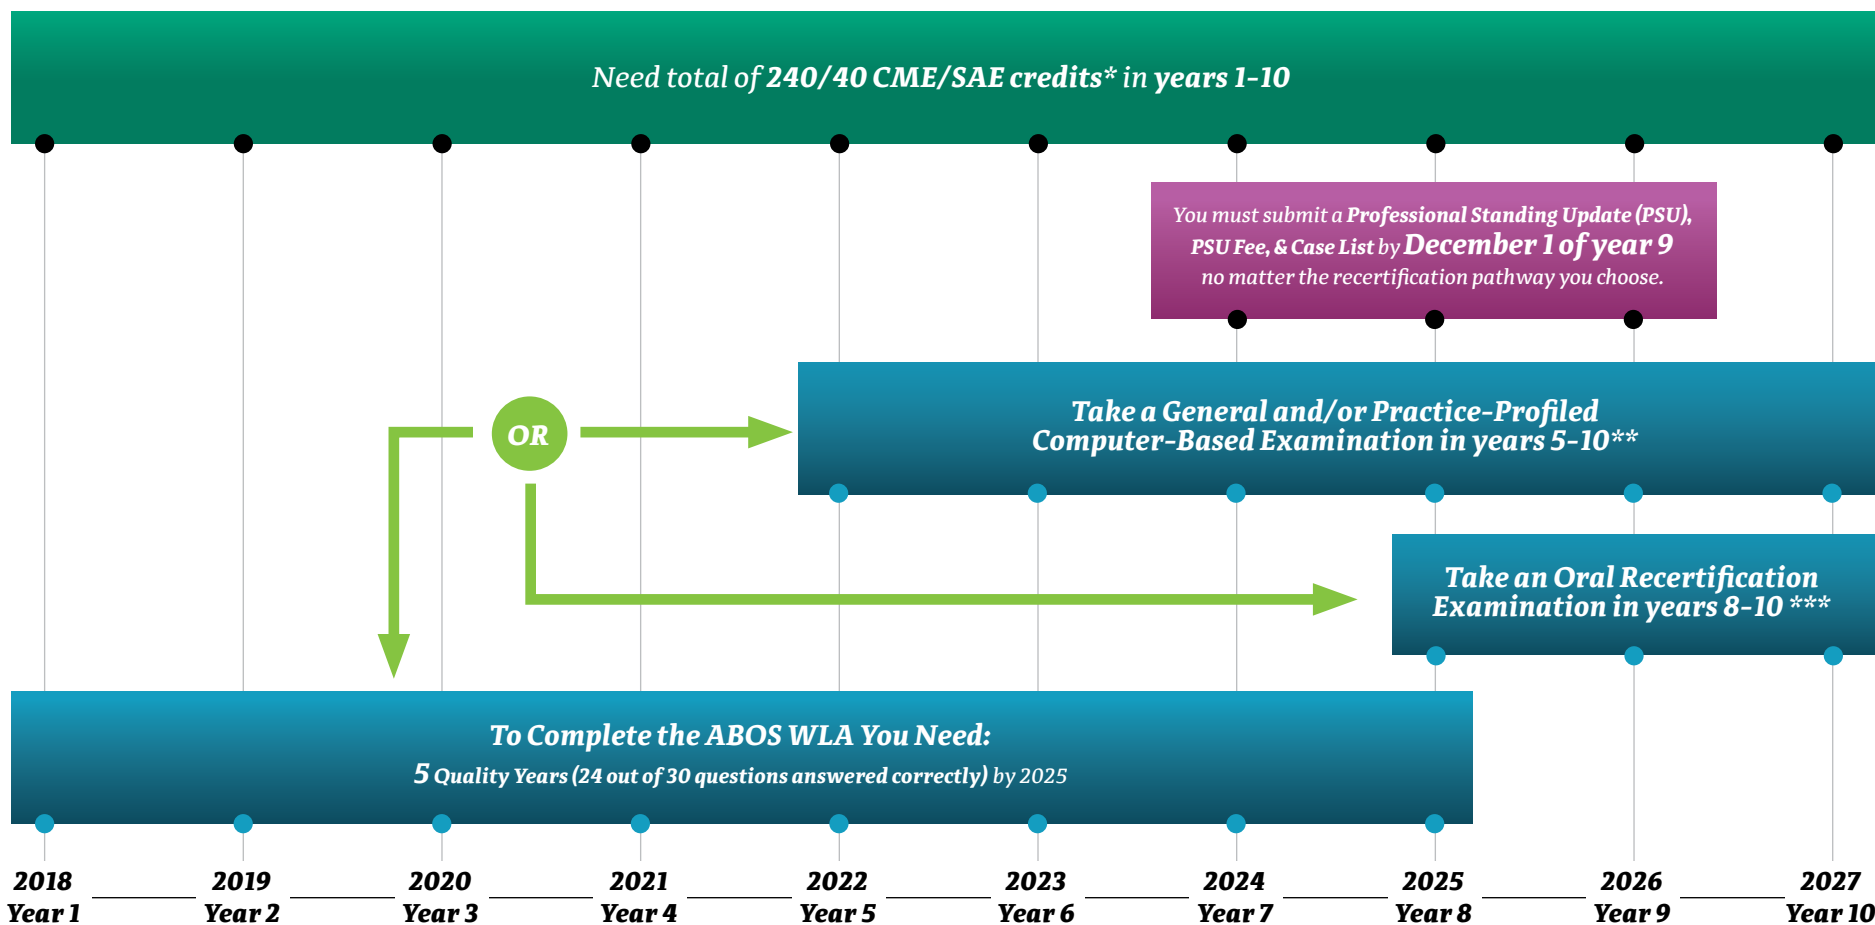 Need total of 240/40 CME/SAE credits* in years 1-10
You must submit a Professional Standing Update (PSU),
PSU Fee, & Case List by December 1 of year 9
no matter the recertification pathway you choose.
OR
Take a General and/or Practice-Profiled
Computer-Based Examination in years 5-10**
Take an Oral Recertification
Examination in years 8-10 ***
To Complete the ABOS WLA You Need:
5 Quality Years (24 out of 30 questions answered correctly) by 2025
2018 2019 2020 2021 2022 2023 2024 2025 2026 2027
Year 1 Year 2 Year 3 Year 4 Year 5 Year 6 Year 7 Year 8 Year 9 Year 10